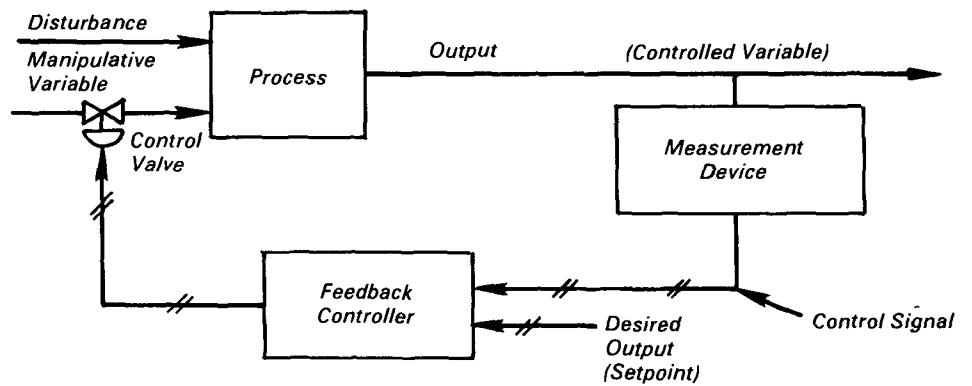 Disturbance
Manipulative
Variable
Process
Output
(Controlled Variable)
Control
Valve
Measurement
Device
Feedback
Controller
Desired
Output
(Setpoint)
Control Signal